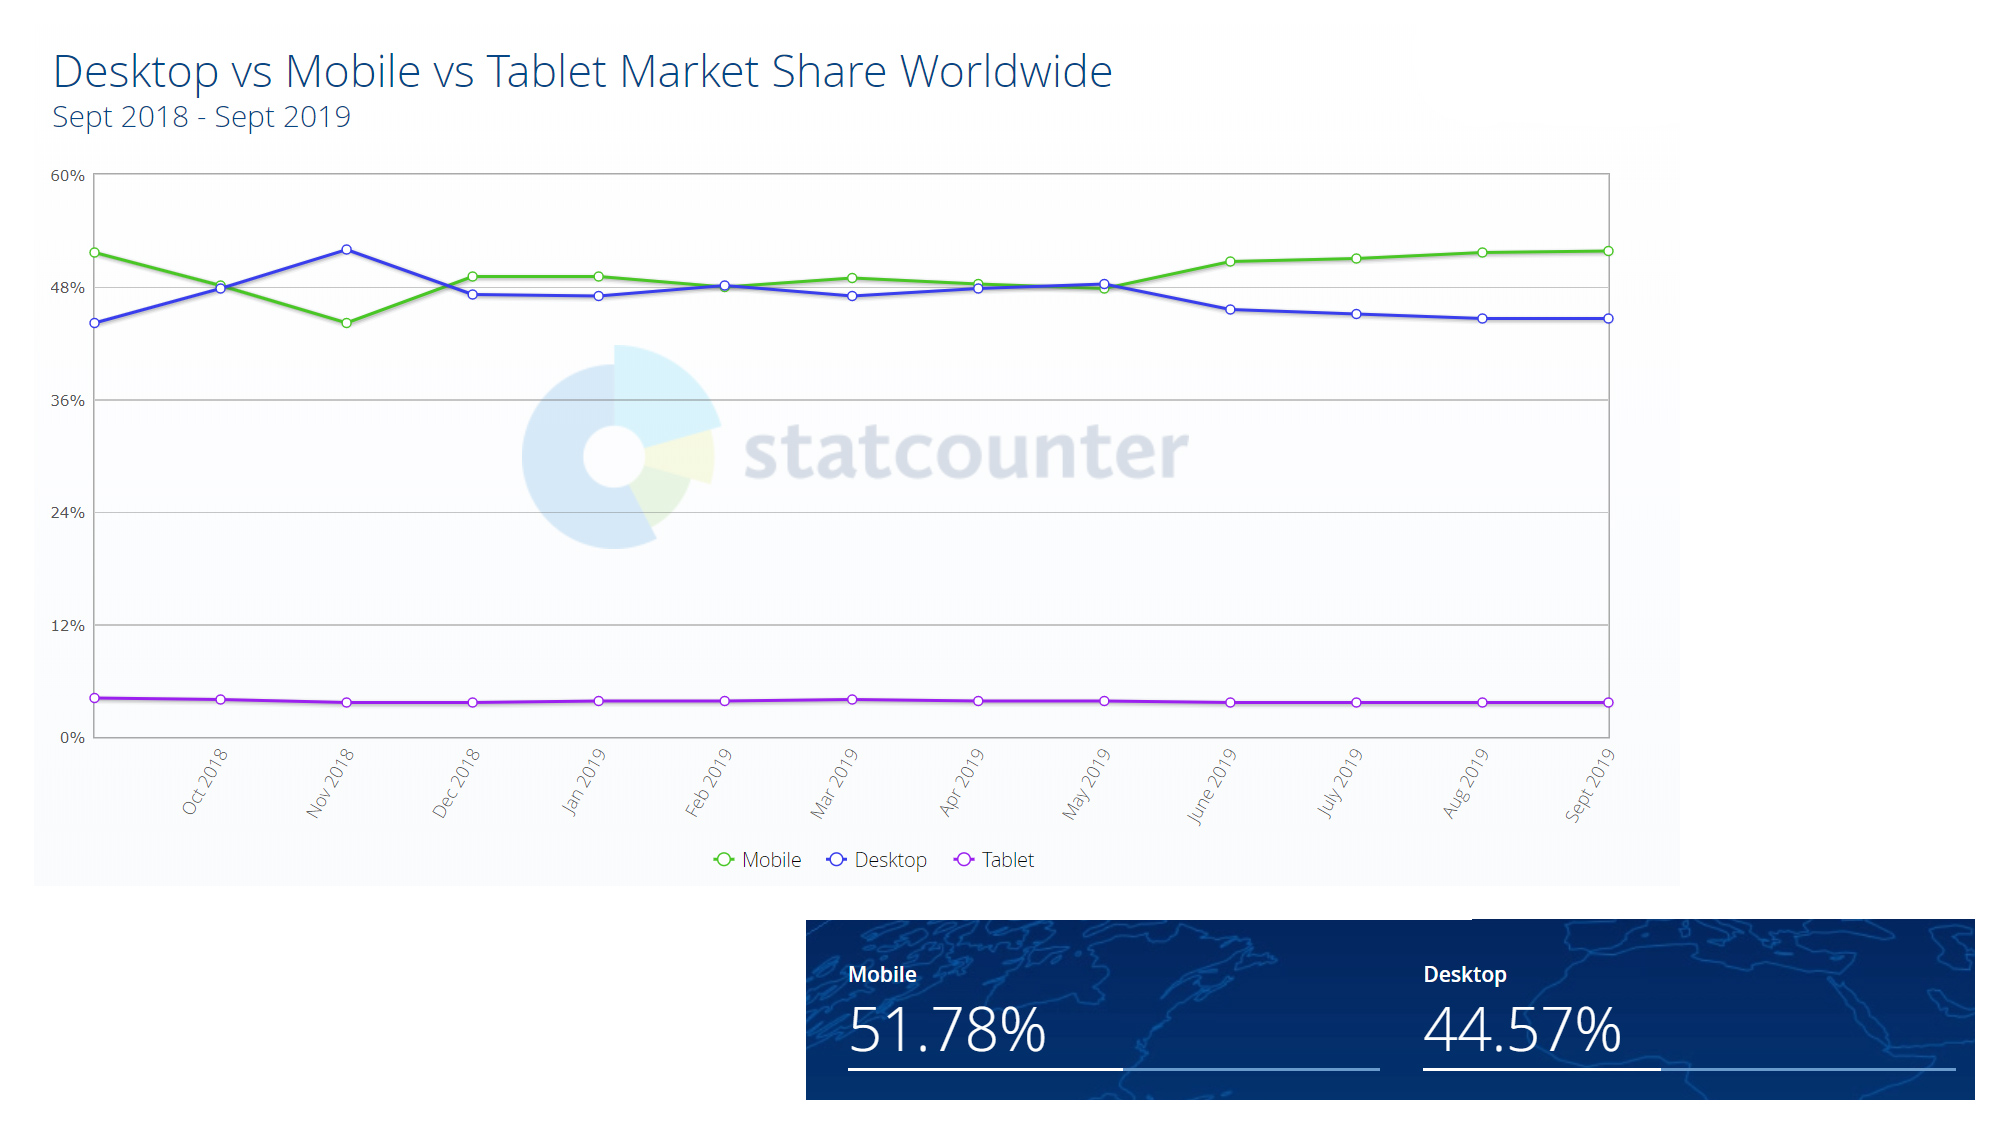 Desktop vs Mobile vs Tablet Market Share Worldwide
Sept 2018 - Sept 2019
60%
48%
36%
24%
12%
0%
statcounter
Oct 2018
Nov 2018
Dec 2018
Jan 2019
Feb 2019
Mar 2019
Apr 2019
May 2019
June 2019
July 2019
Aug 2019
Sept 2019
Mobile Desktop Tablet
Mobile
51.78%
Desktop
44.57%